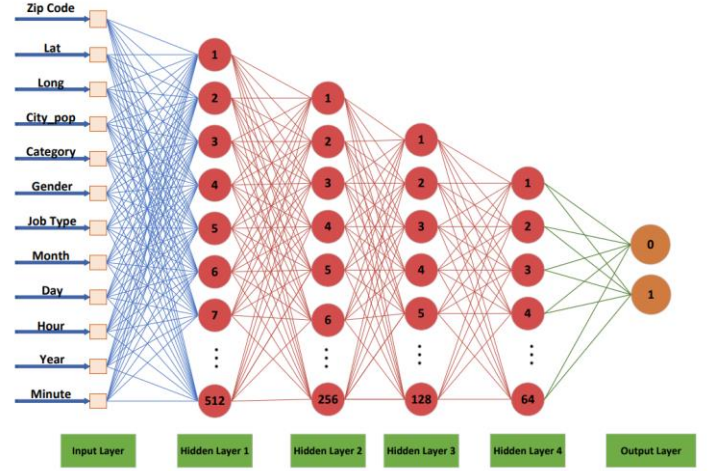 Zip Code
Lat
Long
City_pop
Category
Gender
Job Type
Month
Day
Hour
Year
Minute
1
2
3
4
5
6
7
512
1
2
3
4
5
6
256
1
2
3
4
5
128
1
2
3
4
64
0
1
Input Layer
Hidden Layer 1
Hidden Layer 2
Hidden Layer 3
Hidden Layer 4
Output Layer